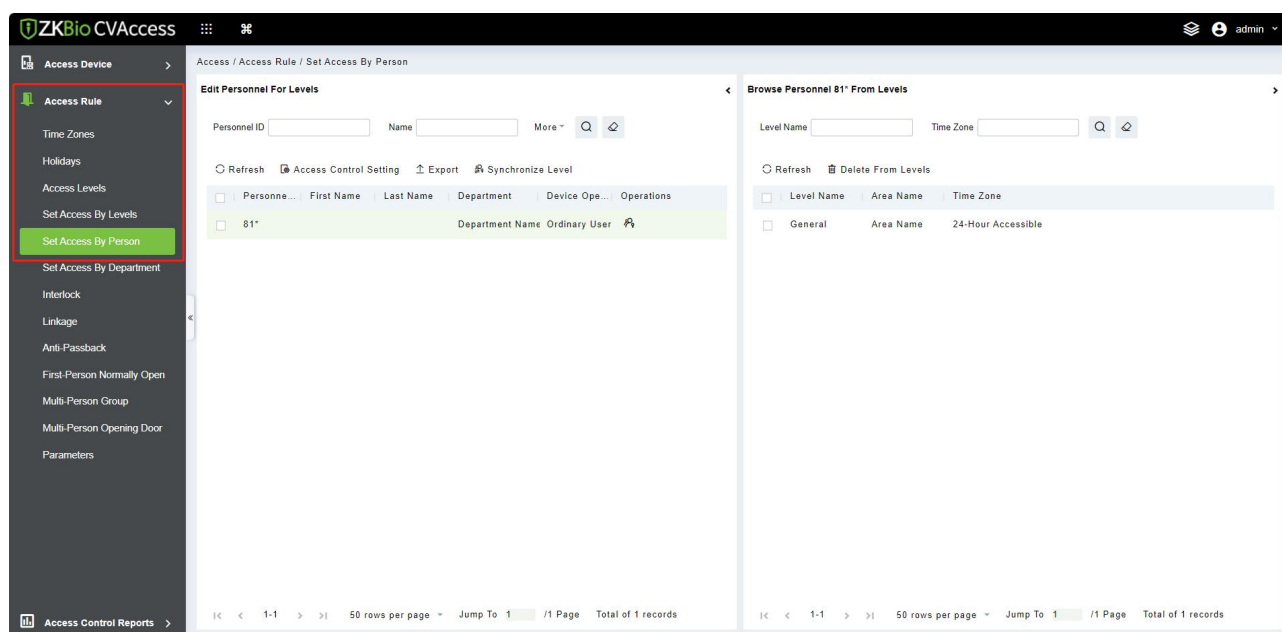 ZKBio CVAccess
admin
Access Device
Access Rule
Time Zones
Holidays
Access Levels
Set Access By Levels
Set Access By Person
Set Access By Department
Interlock
Linkage
Anti-Passback
First-Person Normally Open
Multi-Person Group
Multi-Person Opening Door
Parameters
Access Control Reports
Access / Access Rule / Set Access By Person
Edit Personnel For Levels
Personnel ID Name More
Refresh Access Control Setting Export Synchronize Level
Personne... First Name Last Name Department Device Ope... Operations
81* Department Name Ordinary User
1-1 50 rows per page Jump To 1 /1 Page Total of 1 records
Browse Personnel 81* From Levels
Level Name Time Zone
Refresh Delete From Levels
Level Name Area Name Time Zone
General Area Name 24-Hour Accessible
1-1 50 rows per page Jump To 1 /1 Page Total of 1 records